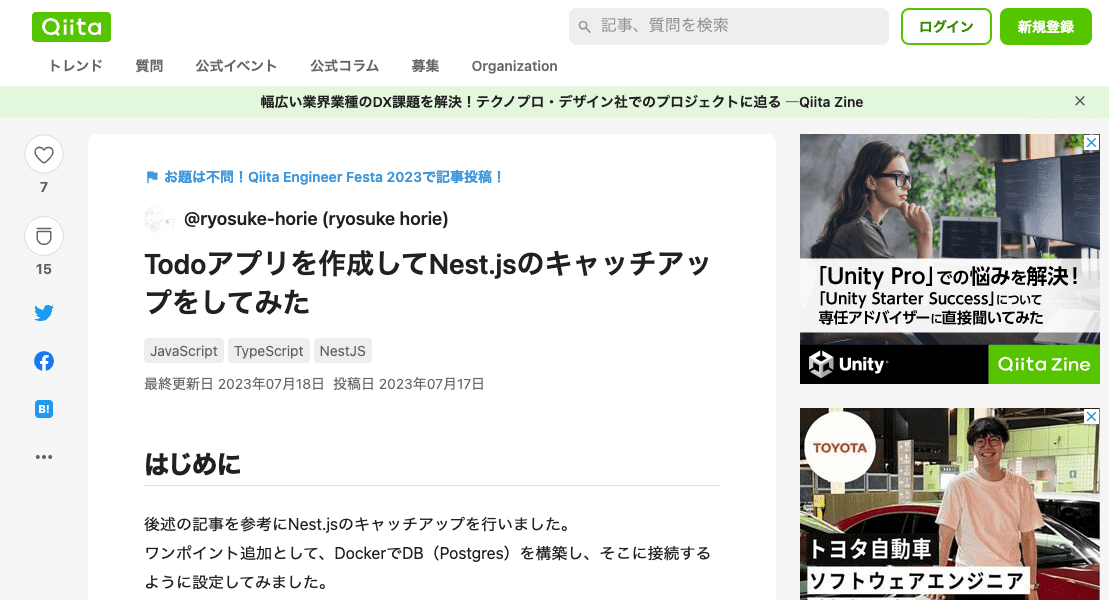 Qiita
記事、質問を検索
ログイン
新規登録
トレンド 質問 公式イベント 公式コラム 募集 Organization
幅広い業界業種のDX課題を解決！テクノプロ・デザイン社でのプロジェクトに迫る ―Qiita Zine
7
15
B!
お題は不問！Qiita Engineer Festa 2023で記事投稿！
@ryosuke-horie (ryosuke horie)
Todoアプリを作成してNest.jsのキャッチアッ
プをしてみた
JavaScript TypeScript NestJS
最終更新日 2023年07月18日 投稿日 2023年07月17日
はじめに
後述の記事を参考にNest.jsのキャッチアップを行いました。
ワンポイント追加として、DockerでDB（Postgres）を構築し、そこに接続する
ように設定してみました。
「Unity Pro」での悩みを解決！
「Unity Starter Success」について
専任アドバイザーに直接聞いてみた
Unity
Qiita Zine
TOYOTA
トヨタ自動車
ソフトウェアエンジニア